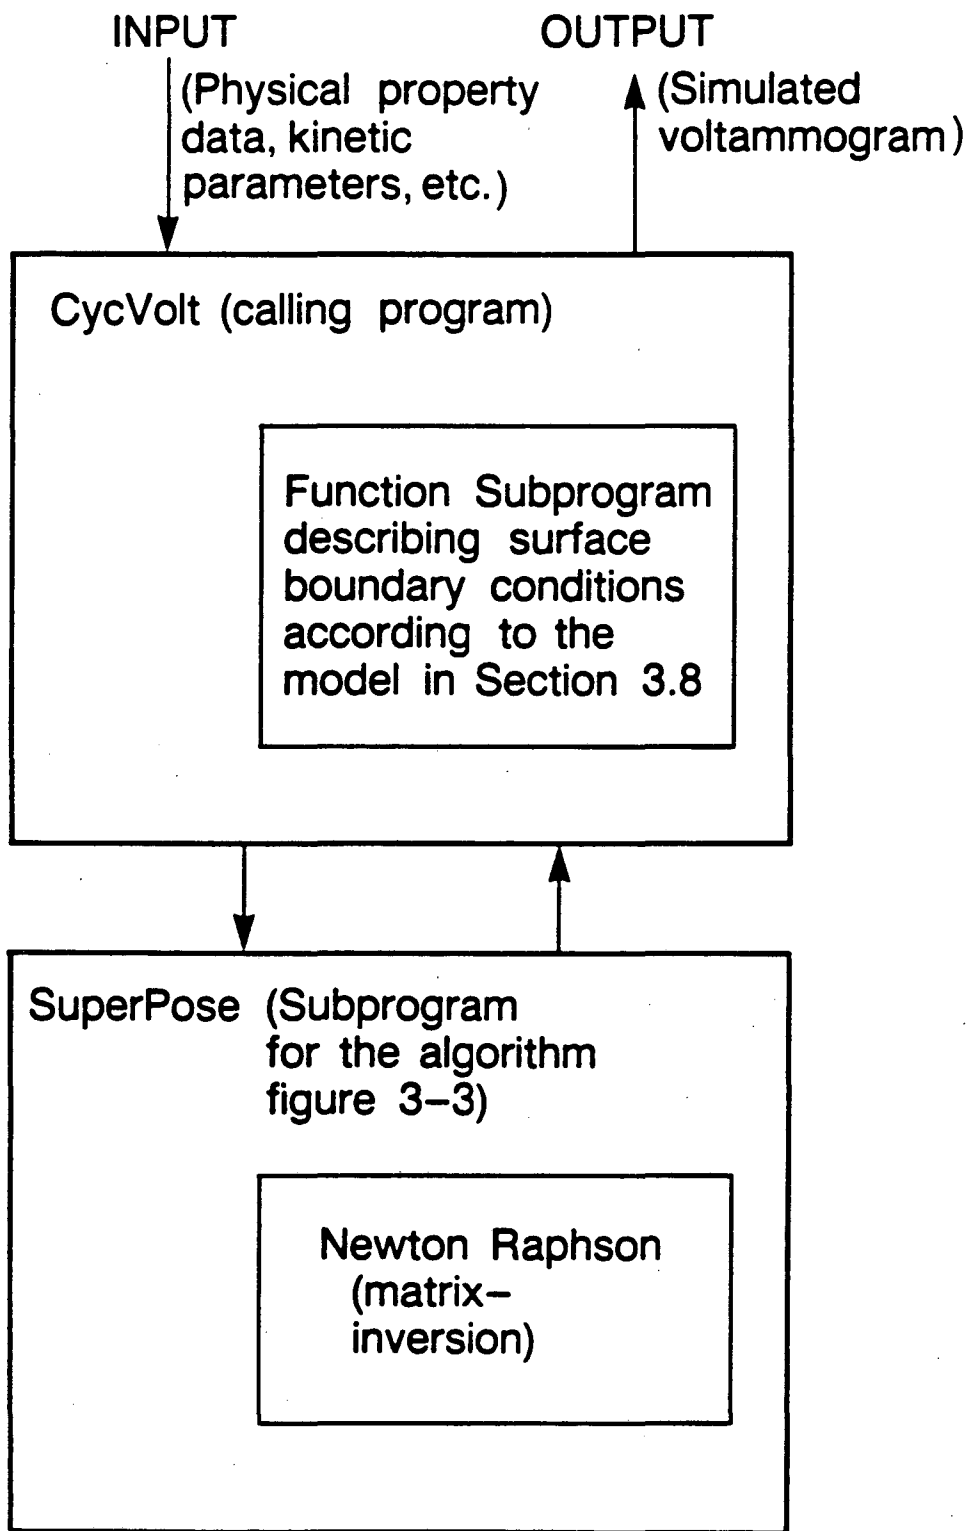 INPUT
(Physical property
data, kinetic
parameters, etc.)
OUTPUT
(Simulated
voltammogram)
CycVolt (calling program)
Function Subprogram
describing surface
boundary conditions
according to the
model in Section 3.8
SuperPose (Subprogram
for the algorithm
figure 3-3)
Newton Raphson
(matrix-
inversion)